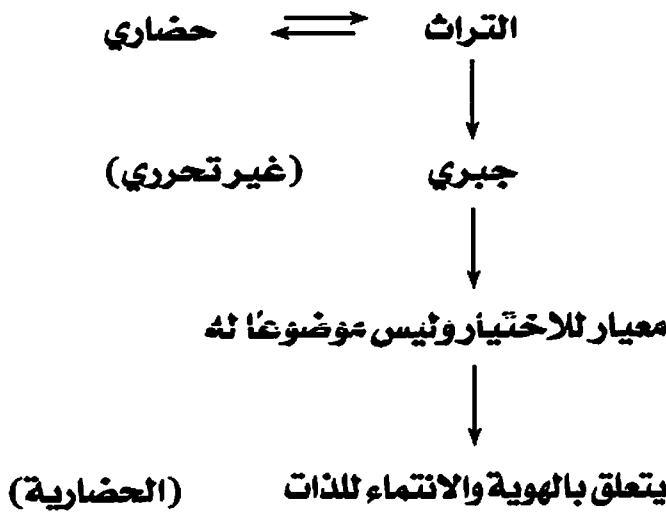 التراث حضاري
جبري (غير تحرري)
معيار للاختيار وليس موضوعًا له
يتعلق بالهوية والانتماء للذات (الحضارية)